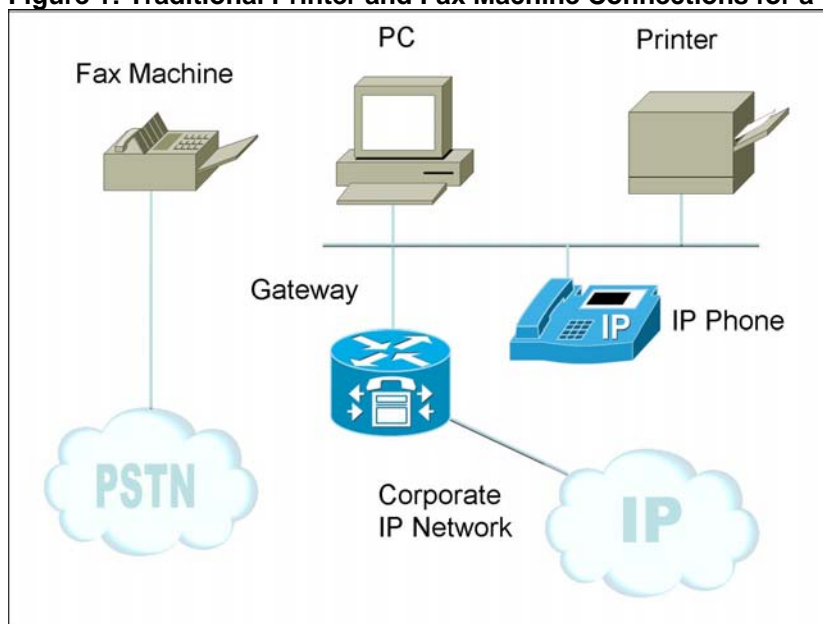 Figure 1. Traditional Printer and Fax Machine Connections for a
PC
Printer
Fax Machine
Gateway
IP
IP Phone
PSTN
Corporate
IP Network
IP